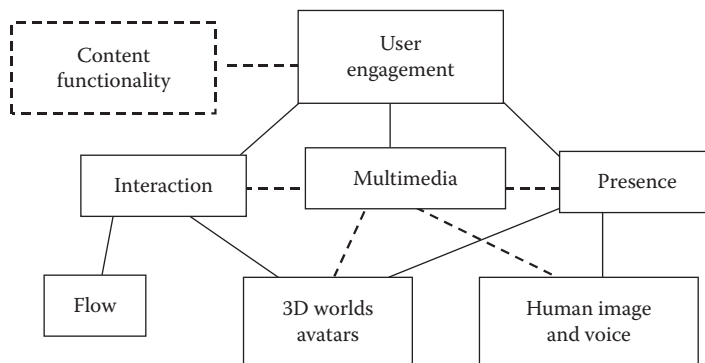 Content
functionality
User
engagement
Interaction
Multimedia
Presence
Flow
3D worlds
avatars
Human image
and voice